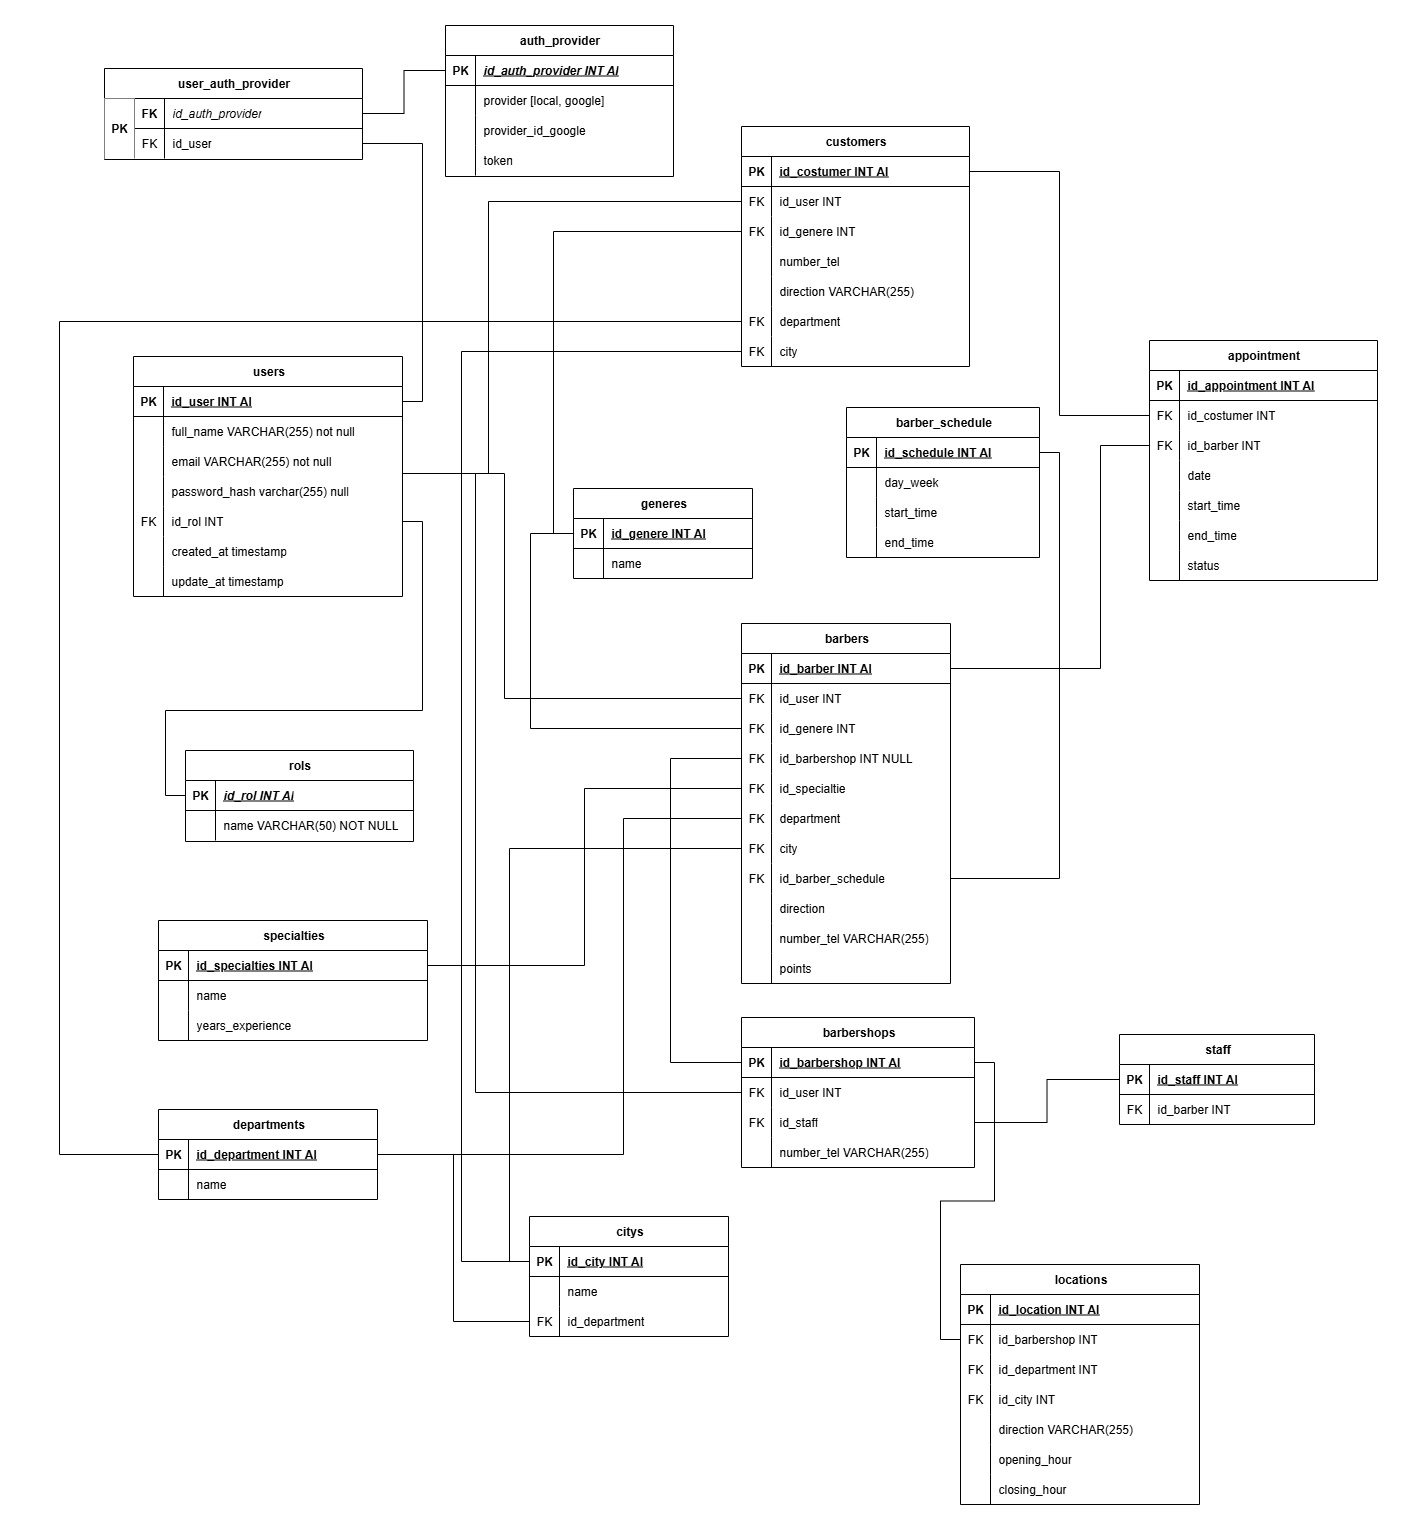 auth_provider
PK id_auth_provider INT AI
provider [local, google]
provider_id_google
token
user_auth_provider
PK
FK id_auth_provider
FK id_user
customers
PK id_costumer INT AI
FK id_user INT
FK id_genere INT
number_tel
direction VARCHAR(255)
FK department
FK city
users
PK id_user INT AI
full_name VARCHAR(255) not null
email VARCHAR(255) not null
password_hash varchar(255) null
FK id_rol INT
created_at timestamp
update_at timestamp
appointment
PK id_appointment INT AI
FK id_costumer INT
FK id_barber INT
date
start_time
end_time
status
barber_schedule
PK id_schedule INT AI
day_week
start_time
end_time
generes
PK id_genere INT AI
name
barbers
PK id_barber INT AI
FK id_user INT
FK id_genere INT
FK id_barbershop INT NULL
FK id_specialtie
FK department
FK city
FK id_barber_schedule
direction
number_tel VARCHAR(255)
points
rols
PK id_rol INT AI
name VARCHAR(50) NOT NULL
specialties
PK id_specialties INT AI
name
years_experience
barbershops
PK id_barbershop INT AI
FK id_user INT
FK id_staff
number_tel VARCHAR(255)
staff
PK id_staff INT AI
FK id_barber INT
departments
PK id_department INT AI
name
citys
PK id_city INT AI
name
FK id_department
locations
PK id_location INT AI
FK id_barbershop INT
FK id_department INT
FK id_city INT
direction VARCHAR(255)
opening_hour
closing_hour